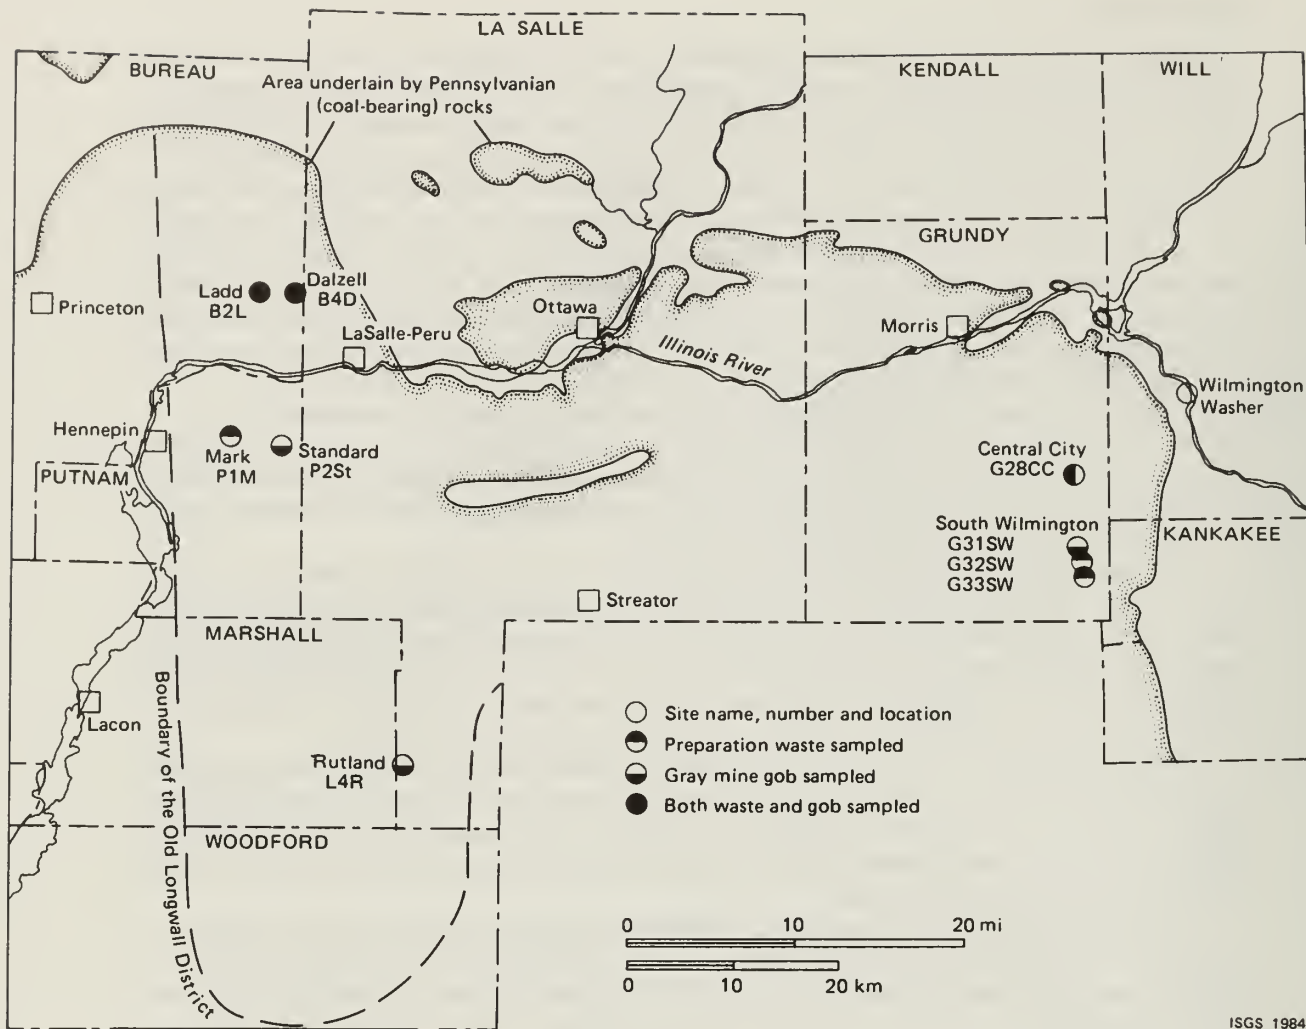 LA SALLE
BUREAU
KENDALL
WILL
Area underlain by Pennsylvanian
(coal-bearing) rocks
GRUNDY
Ladd
B2L
Dalzell
B4D
Princeton
LaSalle-Peru
Ottawa
Illinois River
Morris
Wilmington
Washer
Hennepin
Mark
P1M
Standard
P2St
PUTNAM
Central City
G28CC
South Wilmington
G31SW
G32SW
G33SW
KANKAKEE
Streator
MARSHALL
Boundary of the Old Longwall District
Lacon
Rutland
L4R
WOODFORD
Site name, number and location
Preparation waste sampled
Gray mine gob sampled
Both waste and gob sampled
0 10 20 mi
0 10 20 km
ISGS 1984